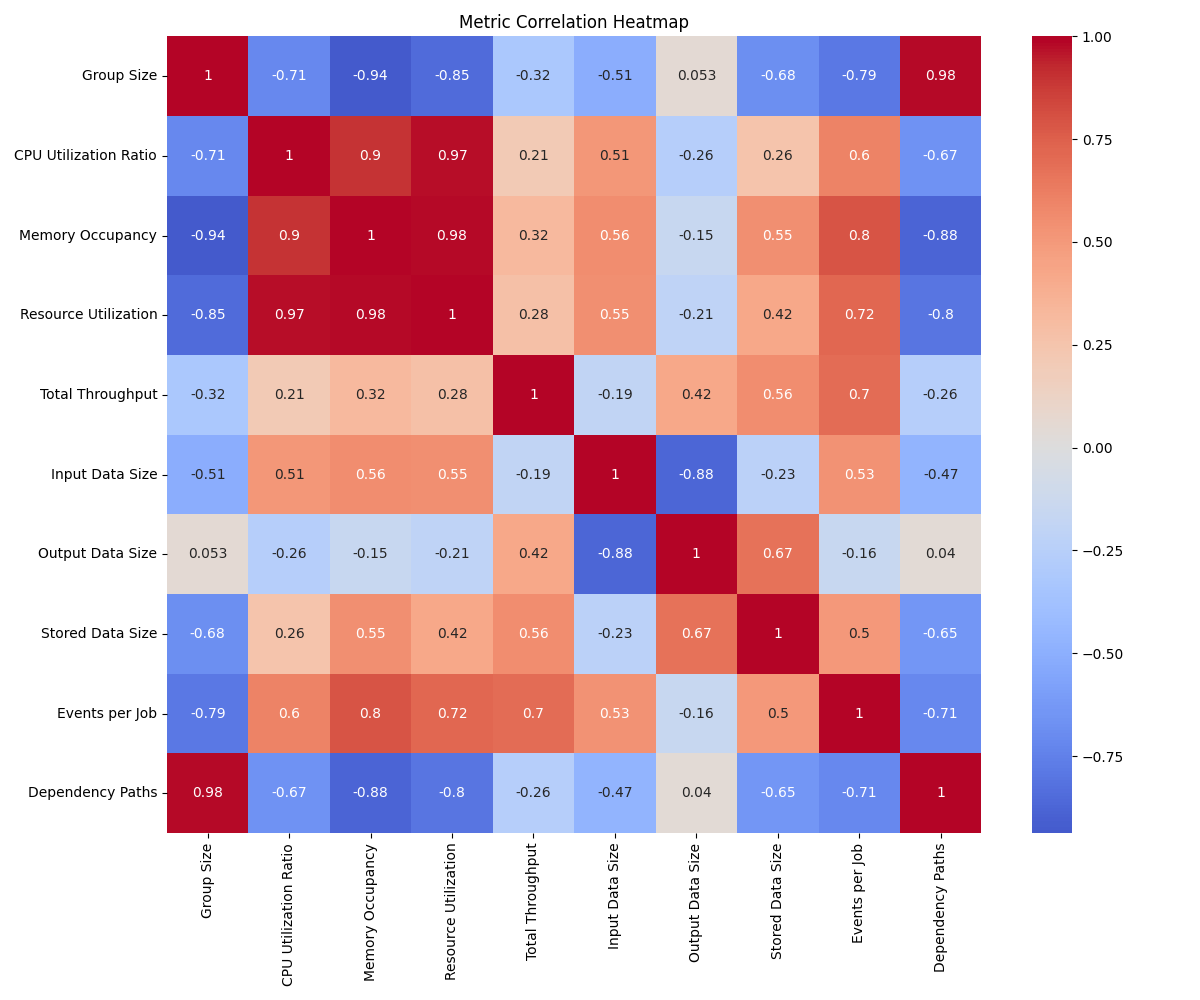 Metric Correlation Heatmap
Group Size 1 -0.71 -0.94 -0.85 -0.32 -0.51 0.053 -0.68 -0.79 0.98
CPU Utilization Ratio -0.71 1 0.9 0.97 0.21 0.51 -0.26 0.26 0.6 -0.67
Memory Occupancy -0.94 0.9 1 0.98 0.32 0.56 -0.15 0.55 0.8 -0.88
Resource Utilization -0.85 0.97 0.98 1 0.28 0.55 -0.21 0.42 0.72 -0.8
Total Throughput -0.32 0.21 0.32 0.28 1 -0.19 0.42 0.56 0.7 -0.26
Input Data Size -0.51 0.51 0.56 0.55 -0.19 1 -0.88 -0.23 0.53 -0.47
Output Data Size 0.053 -0.26 -0.15 -0.21 0.42 -0.88 1 0.67 -0.16 0.04
Stored Data Size -0.68 0.26 0.55 0.42 0.56 -0.23 0.67 1 0.5 -0.65
Events per Job -0.79 0.6 0.8 0.72 0.7 0.53 -0.16 0.5 1 -0.71
Dependency Paths 0.98 -0.67 -0.88 -0.8 -0.26 -0.47 0.04 -0.65 -0.71 1
Group Size
CPU Utilization Ratio
Memory Occupancy
Resource Utilization
Total Throughput
Input Data Size
Output Data Size
Stored Data Size
Events per Job
Dependency Paths
1.00
0.75
0.50
0.25
0.00
−0.25
−0.50
−0.75